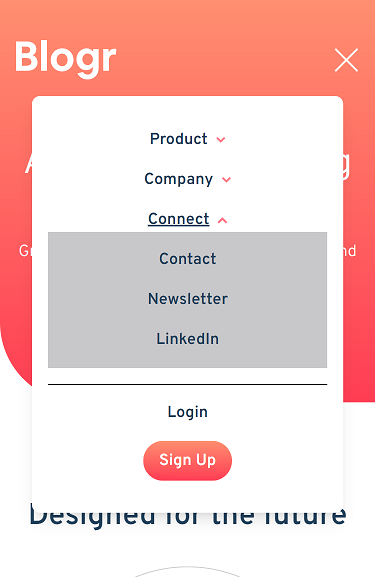 Blogr
Product
Company
Connect
Contact
Newsletter
LinkedIn
Login
Sign Up
Designed for the future